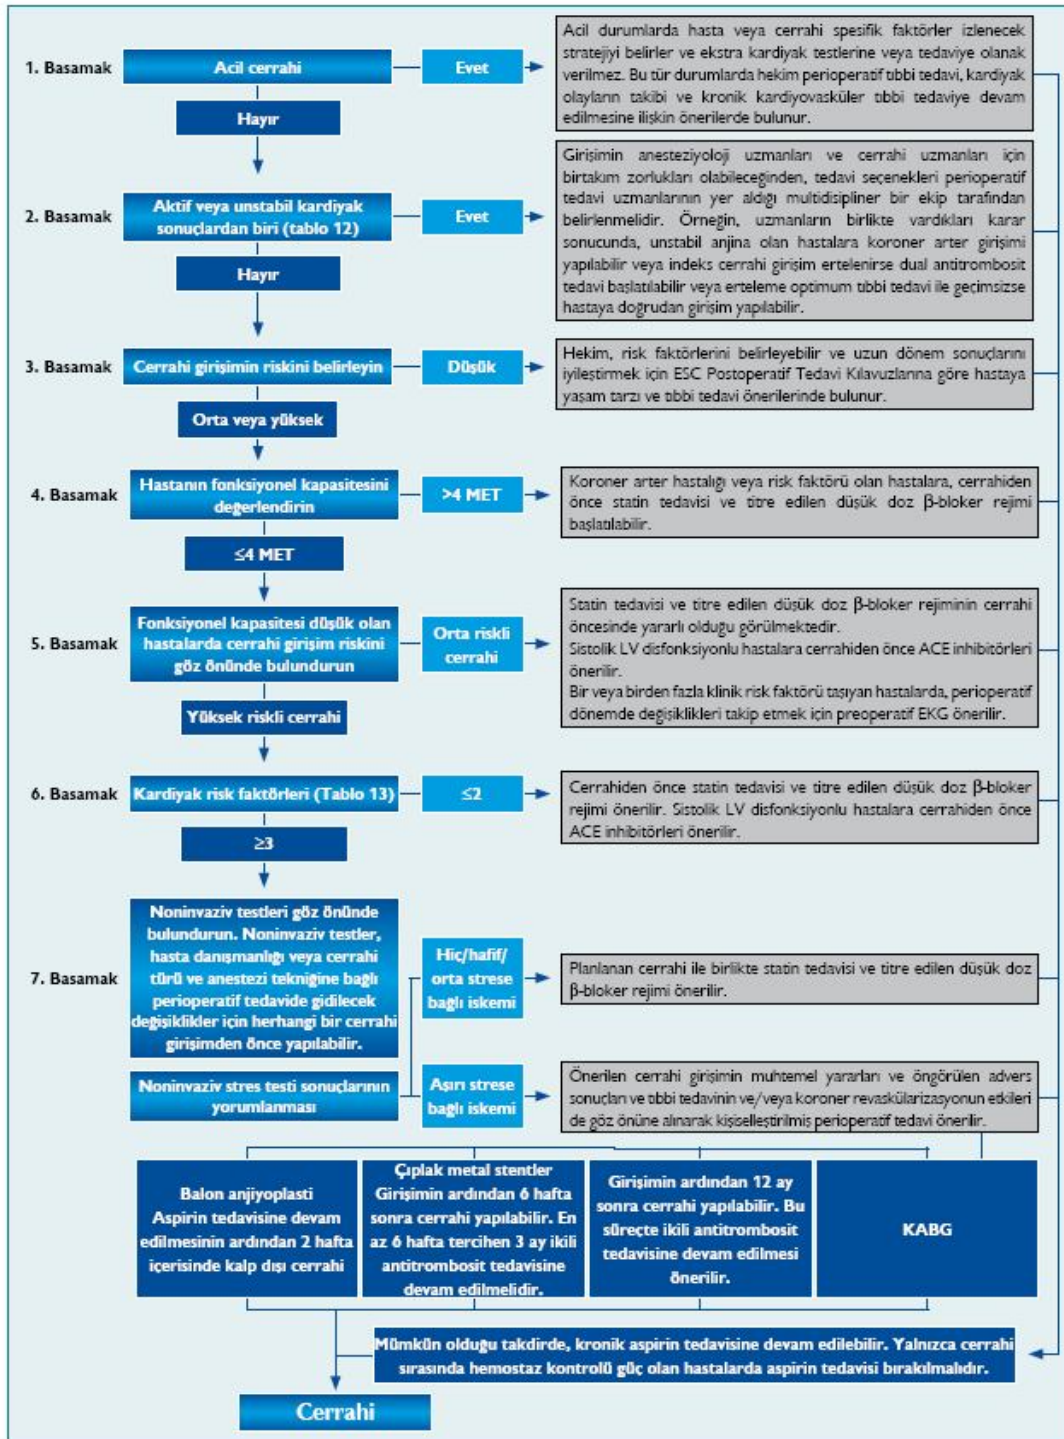 1. Basamak
Acil cerrahi
Evet
Acil durumlarda hasta veya cerrahi spesifik faktörler izlenecek
stratejiyi belirler ve ekstra kardiyak testlerine veya tedaviye olanak
verilmez. Bu tür durumlarda hekim perioperatif tıbbi tedavi, kardiyak
olayların takibi ve kronik kardiyovasküler tıbbi tedaviye devam
edilmesine ilişkin önerilerde bulunur.
Hayır
2. Basamak
Aktif veya unstabil kardiyak
sonuçlardan biri (tablo 12)
Evet
Girişimin anesteziyoloji uzmanları ve cerrahi uzmanları için
birtakım zorlukları olabileceğinden, tedavi seçenekleri perioperatif
tedavi uzmanlarının yer aldığı multidisipliner bir ekip tarafından
belirlenmelidir. Örneğin, uzmanların birlikte vardıkları karar
sonucunda, unstabil anjina olan hastalara koroner arter girişimi
yapılabilir veya indeks cerrahi girişim ertelenirse dual antitrombosit
tedavi başlatılabilir veya erteleme optimum tıbbi tedavi ile geçimsizse
hastaya doğrudan girişim yapılabilir.
Hayır
3. Basamak
Cerrahi girişimin riskini belirleyin
Düşük
Hekim, risk faktörlerini belirleyebilir ve uzun dönem sonuçlarını
iyileştirmek için ESC Postoperatif Tedavi Kılavuzlarına göre hastaya
yaşam tarzı ve tıbbi tedavi önerilerinde bulunur.
Orta veya yüksek
4. Basamak
Hastanın fonksiyonel kapasitesini
değerlendirin
>4 MET
Koroner arter hastalığı veya risk faktörü olan hastalara, cerrahiden
önce statin tedavisi ve titre edilen düşük doz β-bloker rejimi
başlatılabilir.
≤4 MET
5. Basamak
Fonksiyonel kapasitesi düşük olan
hastalarda cerrahi girişim riskini
göz önünde bulundurun
Orta riskli
cerrahi
Statin tedavisi ve titre edilen düşük doz β-bloker rejiminin cerrahi
öncesinde yararlı olduğu görülmektedir.
Sistolik LV disfonksiyonlu hastalara cerrahiden önce ACE inhibitörleri
önerilir.
Bir veya birden fazla klinik risk faktörü taşıyan hastalarda, perioperatif
dönemde değişiklikleri takip etmek için preoperatif EKG önerilir.
Yüksek riskli cerrahi
6. Basamak
Kardiyak risk faktörleri (Tablo 13)
≤2
Cerrahiden önce statin tedavisi ve titre edilen düşük doz β-bloker
rejimi önerilir. Sistolik LV disfonksiyonlu hastalara cerrahiden önce
ACE inhibitörleri önerilir.
≥3
7. Basamak
Noninvaziv testleri göz önünde
bulundurun. Noninvaziv testler,
hasta danışmanlığı veya cerrahi
türü ve anestezi tekniğine bağlı
perioperatif tedavide gidilecek
değişiklikler için herhangi bir cerrahi
girişimden önce yapılabilir.
Hiç/hafif/
orta strese
bağlı iskemi
Planlanan cerrahi ile birlikte statin tedavisi ve titre edilen düşük doz
β-bloker rejimi önerilir.
Noninvaziv stres testi sonuçlarının
yorumlanması
Aşırı strese
bağlı iskemi
Önerilen cerrahi girişimin muhtemel yararları ve öngörülen advers
sonuçları ve tıbbi tedavinin ve/veya koroner revaskülarizasyonun etkileri
de göz önüne alınarak kişiselleştirilmiş perioperatif tedavi önerilir.
Balon anjiyoplasti
Aspirin tedavisine devam
edilmesinin ardından 2 hafta
içerisinde kalp dışı cerrahi
Çıplak metal stentler
Girişimin ardından 6 hafta
sonra cerrahi yapılabilir. En
az 6 hafta tercihen 3 ay ikili
antitrombosit tedavisine
devam edilmelidir.
Girişimin ardından 12 ay
sonra cerrahi yapılabilir. Bu
süreçte ikili antitrombosit
tedavisine devam edilmesi
önerilir.
KABG
Mümkün olduğu takdirde, kronik aspirin tedavisine devam edilebilir. Yalnızca cerrahi
sırasında hemostaz kontrolü güç olan hastalarda aspirin tedavisi bırakılmalıdır.
Cerrahi